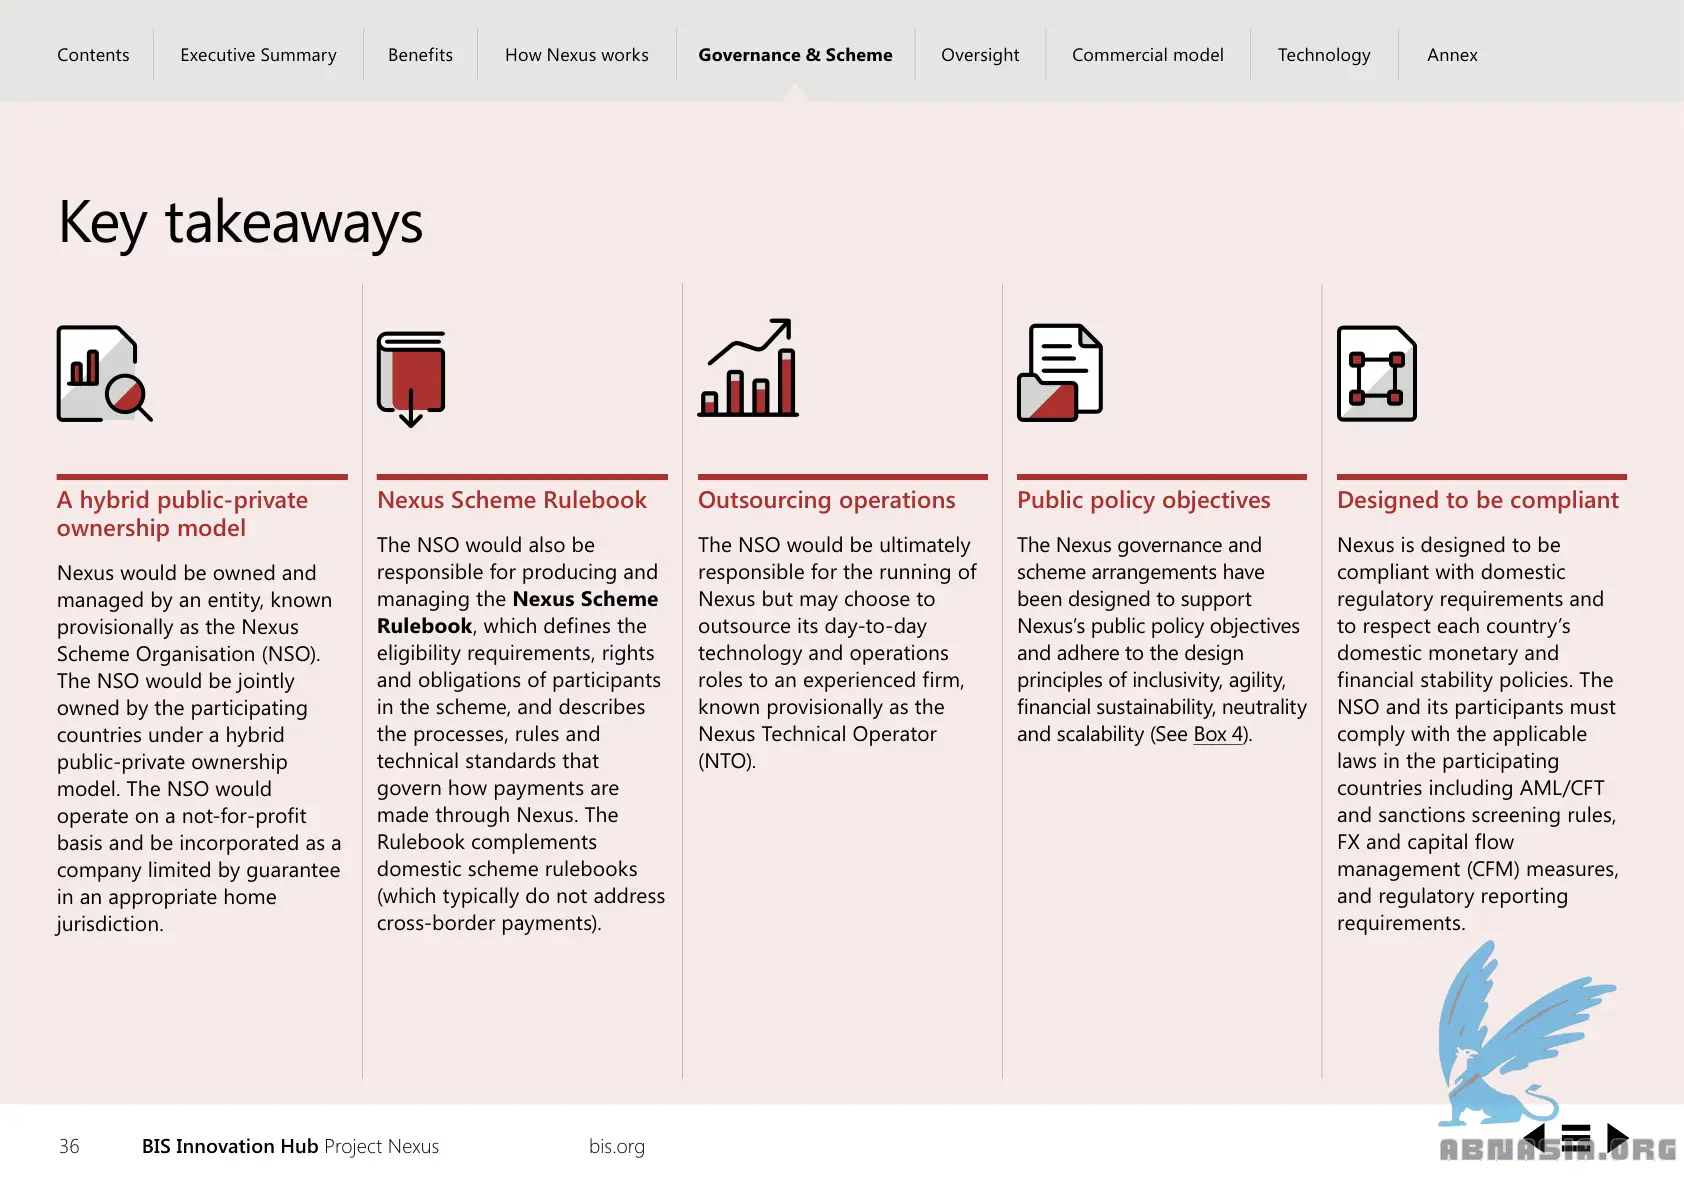 Contents
Executive Summary
Benefits
How Nexus works
Governance & Scheme
Oversight
Commercial model
Technology
Annex
Key takeaways
A hybrid public-private
ownership model
Nexus would be owned and
managed by an entity, known
provisionally as the Nexus
Scheme Organisation (NSO).
The NSO would be jointly
owned by the participating
countries under a hybrid
public-private ownership
model. The NSO would
operate on a not-for-profit
basis and be incorporated as a
company limited by guarantee
in an appropriate home
jurisdiction.
Nexus Scheme Rulebook
The NSO would also be
responsible for producing and
managing the Nexus Scheme
Rulebook, which defines the
eligibility requirements, rights
and obligations of participants
in the scheme, and describes
the processes, rules and
technical standards that
govern how payments are
made through Nexus. The
Rulebook complements
domestic scheme rulebooks
(which typically do not address
cross-border payments).
Outsourcing operations
The NSO would be ultimately
responsible for the running of
Nexus but may choose to
outsource its day-to-day
technology and operations
roles to an experienced firm,
known provisionally as the
Nexus Technical Operator
(NTO).
Public policy objectives
The Nexus governance and
scheme arrangements have
been designed to support
Nexus's public policy objectives
and adhere to the design
principles of inclusivity, agility,
financial sustainability, neutrality
and scalability (See Box 4).
Designed to be compliant
Nexus is designed to be
compliant with domestic
regulatory requirements and
to respect each country's
domestic monetary and
financial stability policies. The
NSO and its participants must
comply with the applicable
laws in the participating
countries including AML/CFT
and sanctions screening rules,
FX and capital flow
management (CFM) measures,
and regulatory reporting
requirements.
36
BIS Innovation Hub Project Nexus
bis.org
ABNASIA.ORG